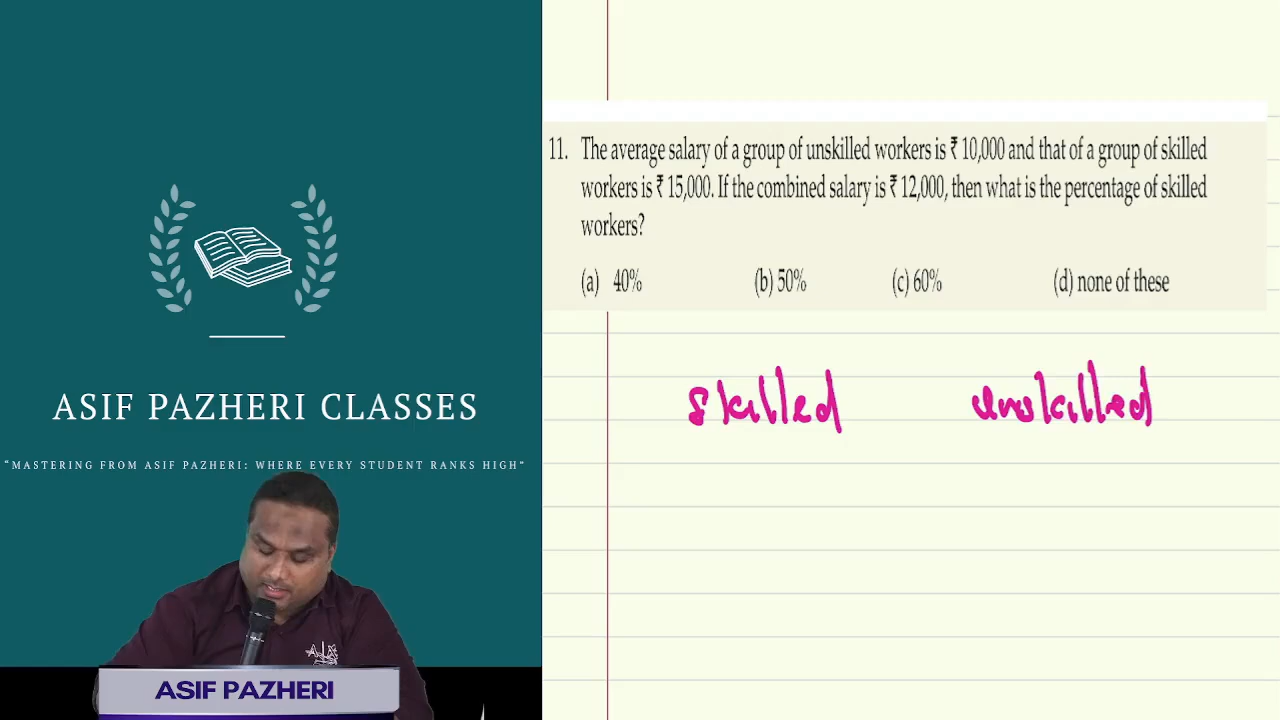 ASIF PAZHERI CLASSES
"MASTERING FROM ASIF PAZHERI: WHERE EVERY STUDENT RANKS HIGH"
ASIF PAZHERI
11. The average salary of a group of unskilled workers is ₹ 10,000 and that of a group of skilled
workers is ₹ 15,000. If the combined salary is ₹ 12,000, then what is the percentage of skilled
workers?
(a) 40% (b) 50% (c) 60% (d) none of these
skilled unskilled